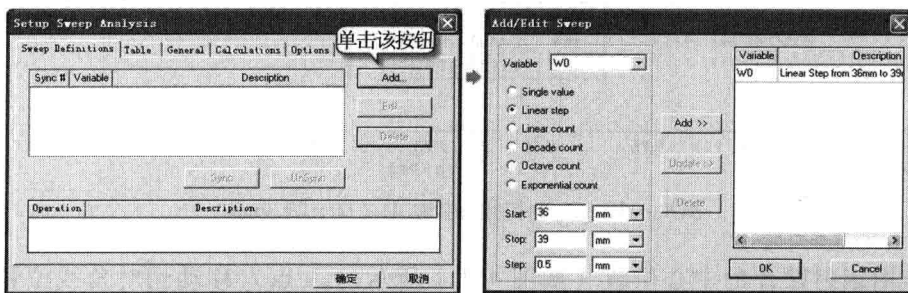 Setup Sweep Analysis
Sweep Definitions Table General Calculations Options
单击该按钮
Sync # Variable Description
Add...
Edit...
Delete
Sync UnSync
Operation Description
确定 取消
Add/Edit Sweep
Variable W0
Single value
Linear step
Linear count
Decade count
Octave count
Exponential count
Start: 36 mm
Stop: 39 mm
Step: 0.5 mm
Add >>
Update >>
Delete
Variable Description
W0 Linear Step from 36mm to 39
OK Cancel